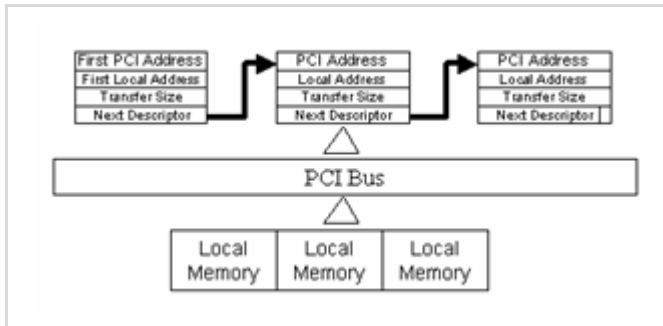 First PCI Address
First Local Address
Transfer Size
Next Descriptor
PCI Address
Local Address
Transfer Size
Next Descriptor
PCI Address
Local Address
Transfer Size
Next Descriptor
PCI Bus
Local
Memory
Local
Memory
Local
Memory